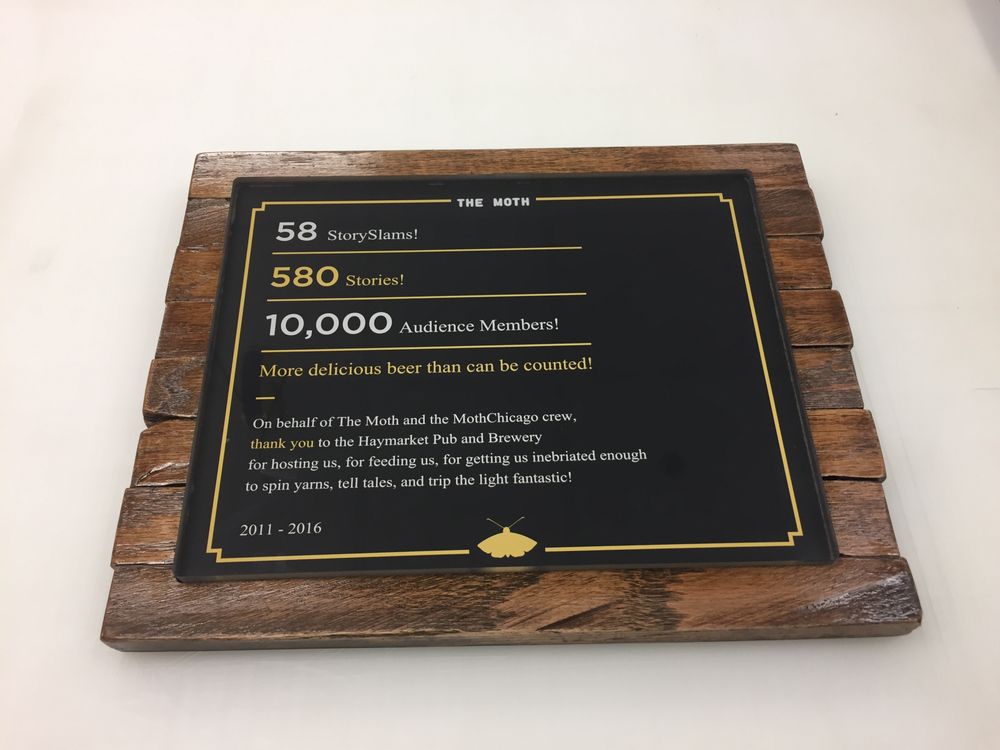 THE MOTH
58 StorySlams!
580 Stories!
10,000 Audience Members!
More delicious beer than can be counted!
On behalf of The Moth and the MothChicago crew,
thank you to the Haymarket Pub and Brewery
for hosting us, for feeding us, for getting us inebriated enough
to spin yarns, tell tales, and trip the light fantastic!
2011 - 2016